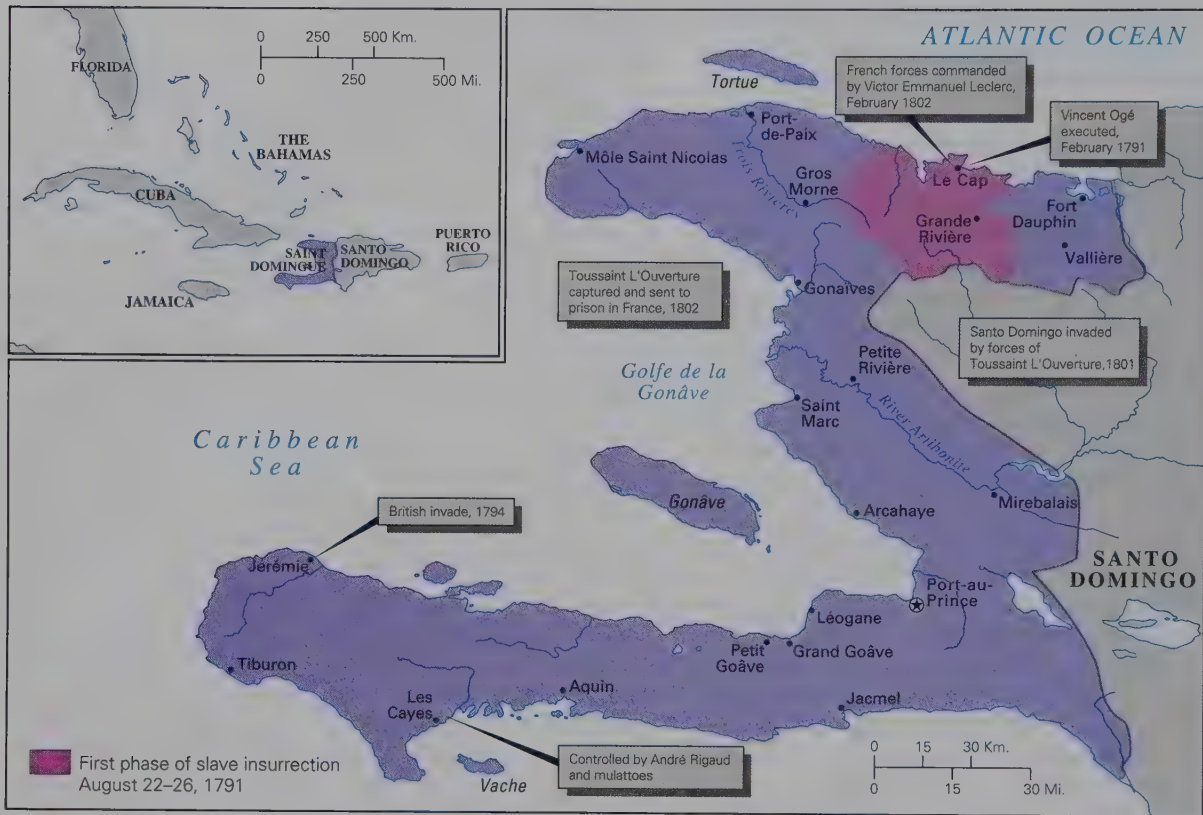 0 250 500 Km.
0 250 500 Mi.
FLORIDA
THE
BAHAMAS
CUBA
SAINT
DOMINGUE
SANTO
DOMINGO
PUERTO
RICO
JAMAICA
ATLANTIC OCEAN
Tortue
French forces commanded
by Victor Emmanuel Leclerc,
February 1802
Vincent Ogé
executed,
February 1791
Port-
de-Paix
Môle Saint Nicolas
Trois Rivières
Gros
Morne
Le Cap
Grande
Rivière
Fort
Dauphin
Vallière
Toussaint L'Ouverture
captured and sent to
prison in France, 1802
Gonaïves
Santo Domingo invaded
by forces of
Toussaint L'Ouverture, 1801
Golfe de la
Gonâve
Petite
Rivière
Saint
Marc
River Artibonite
Caribbean
Sea
Gonâve
Mirebalais
Arcahaye
British invade, 1794
Jerémie
SANTO
DOMINGO
Port-au-
Prince
Léogane
Petit
Goâve
Grand Goâve
Tiburon
Aquin
Les
Cayes
Jacmel
Controlled by André Rigaud
and mulattoes
Vache
First phase of slave insurrection
August 22–26, 1791
0 15 30 Km.
0 15 30 Mi.